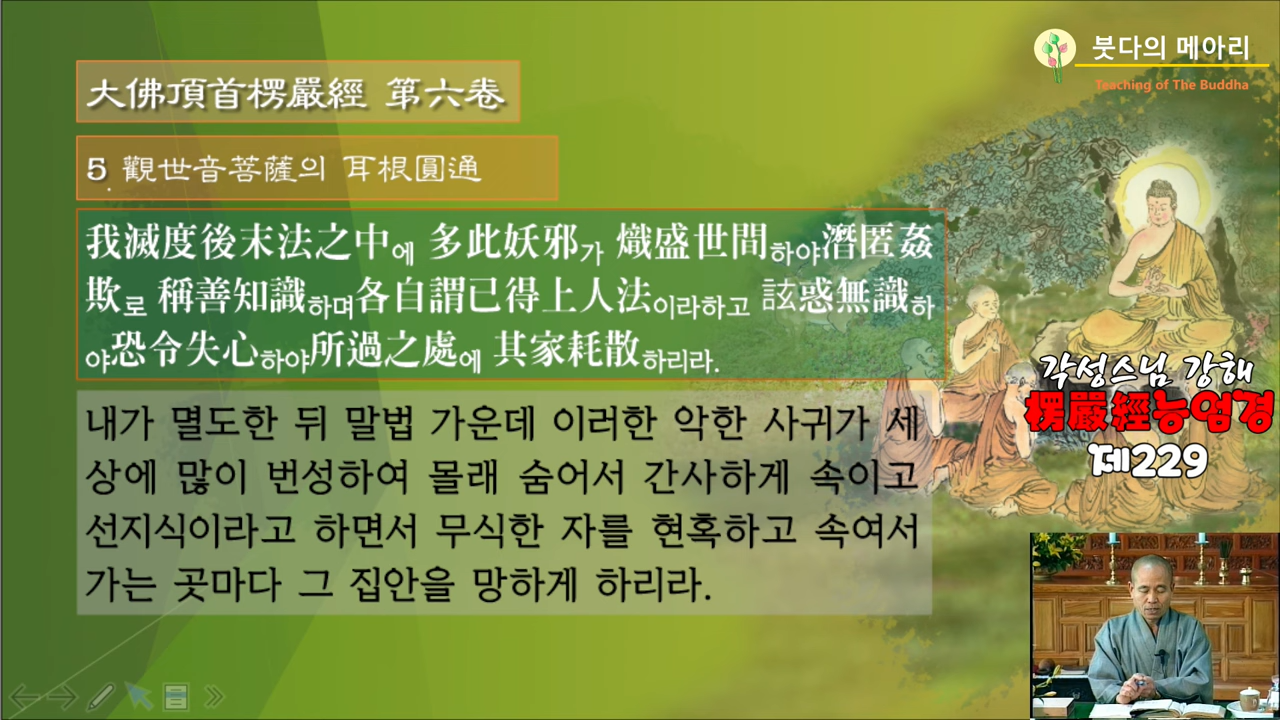 大佛頂首楞嚴經 第六卷
5. 觀世音菩薩의 耳根圓通
我滅度後末法之中에 多此妖邪가 熾盛世間하야潛匿姦
欺로 稱善知識하며各自謂已得上人法이라하고 詃惑無識하
야恐令失心하야所過之處에 其家耗散하리라.
내가 멸도한 뒤 말법 가운데 이러한 악한 사귀가 세
상에 많이 번성하여 몰래 숨어서 간사하게 속이고
선지식이라고 하면서 무식한 자를 현혹하고 속여서
가는 곳마다 그 집안을 망하게 하리라.
붓다의 메아리
Teaching of The Buddha
각성스님 강해
楞嚴經능엄경
제229